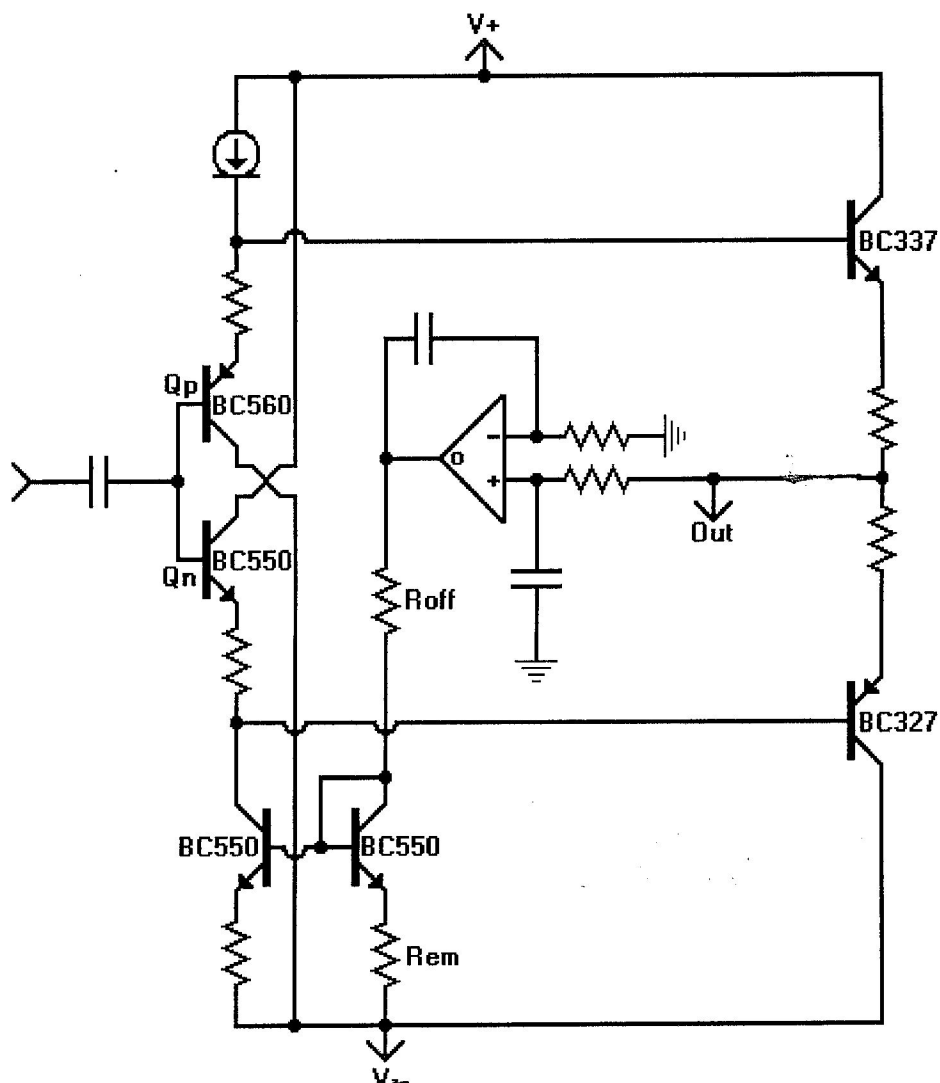 V+
BC337
Qp
BC560
BC550
Qn
o
-
+
Out
Roff
BC327
BC550
BC550
Rem